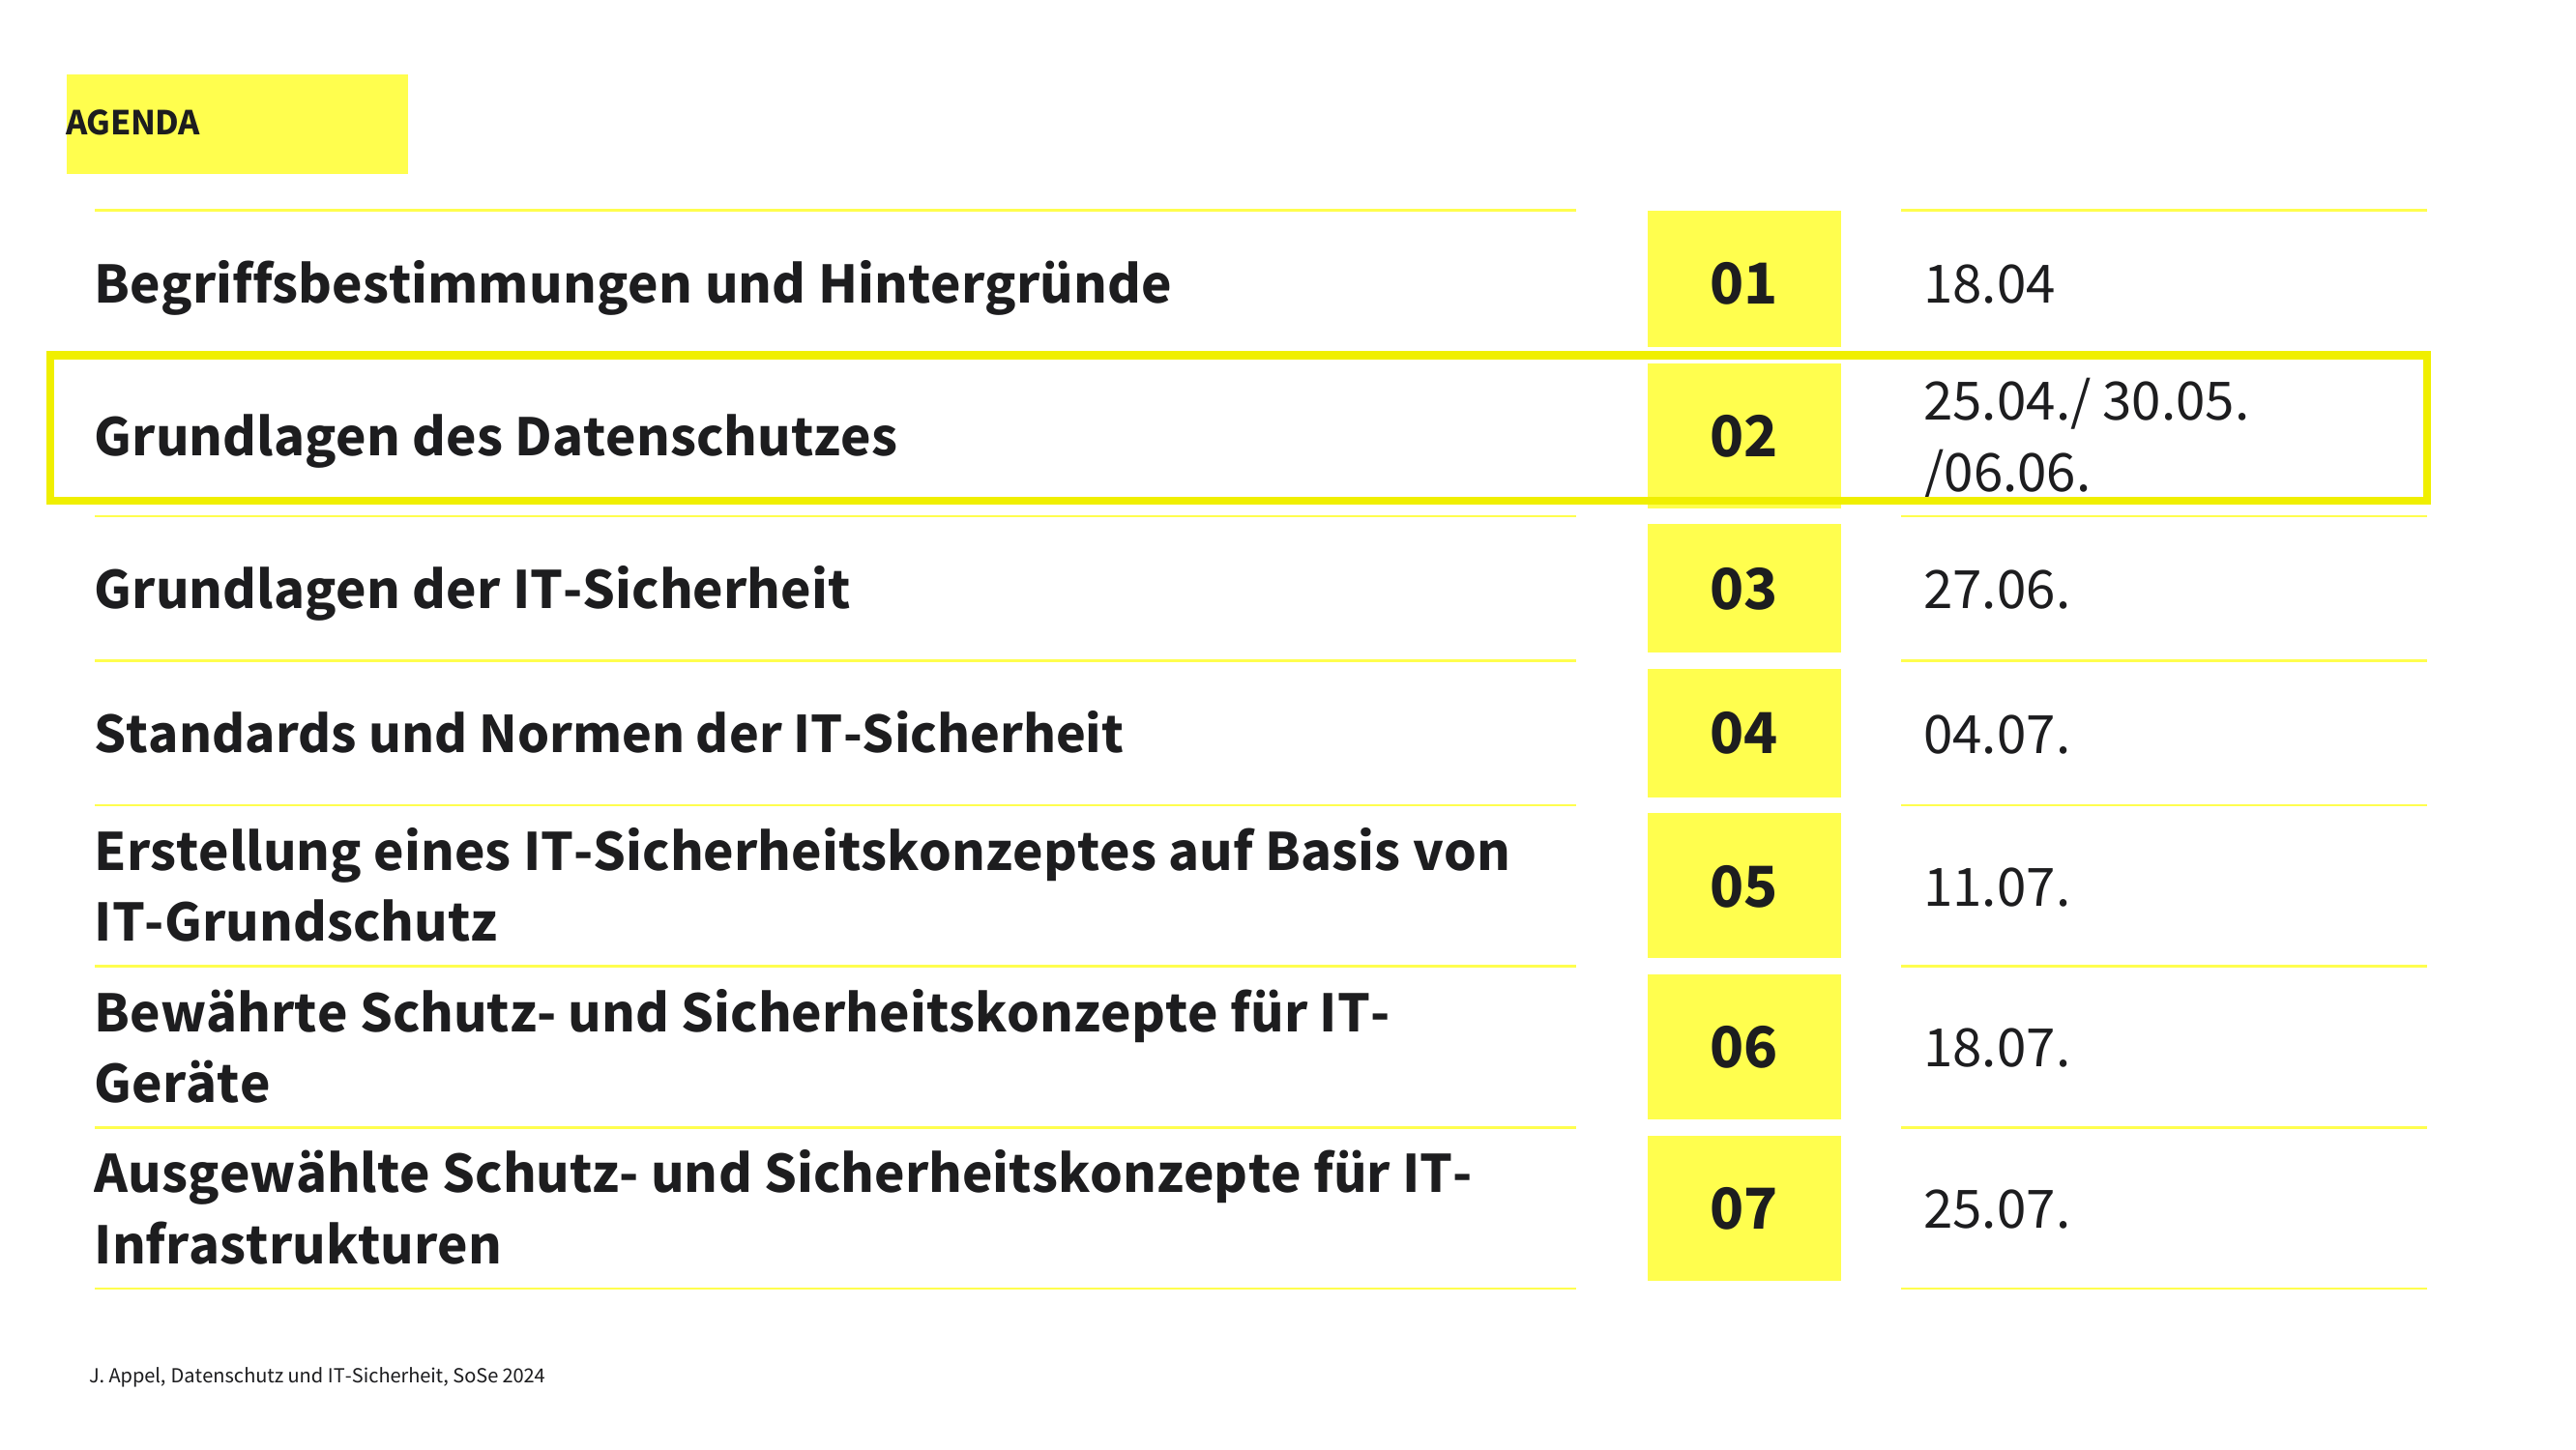 AGENDA
Begriffsbestimmungen und Hintergründe
01
18.04
Grundlagen des Datenschutzes
02
25.04./ 30.05.
/06.06.
Grundlagen der IT-Sicherheit
03
27.06.
Standards und Normen der IT-Sicherheit
04
04.07.
Erstellung eines IT-Sicherheitskonzeptes auf Basis von
IT-Grundschutz
05
11.07.
Bewährte Schutz- und Sicherheitskonzepte für IT-
Geräte
06
18.07.
Ausgewählte Schutz- und Sicherheitskonzepte für IT-
Infrastrukturen
07
25.07.
J. Appel, Datenschutz und IT-Sicherheit, SoSe 2024